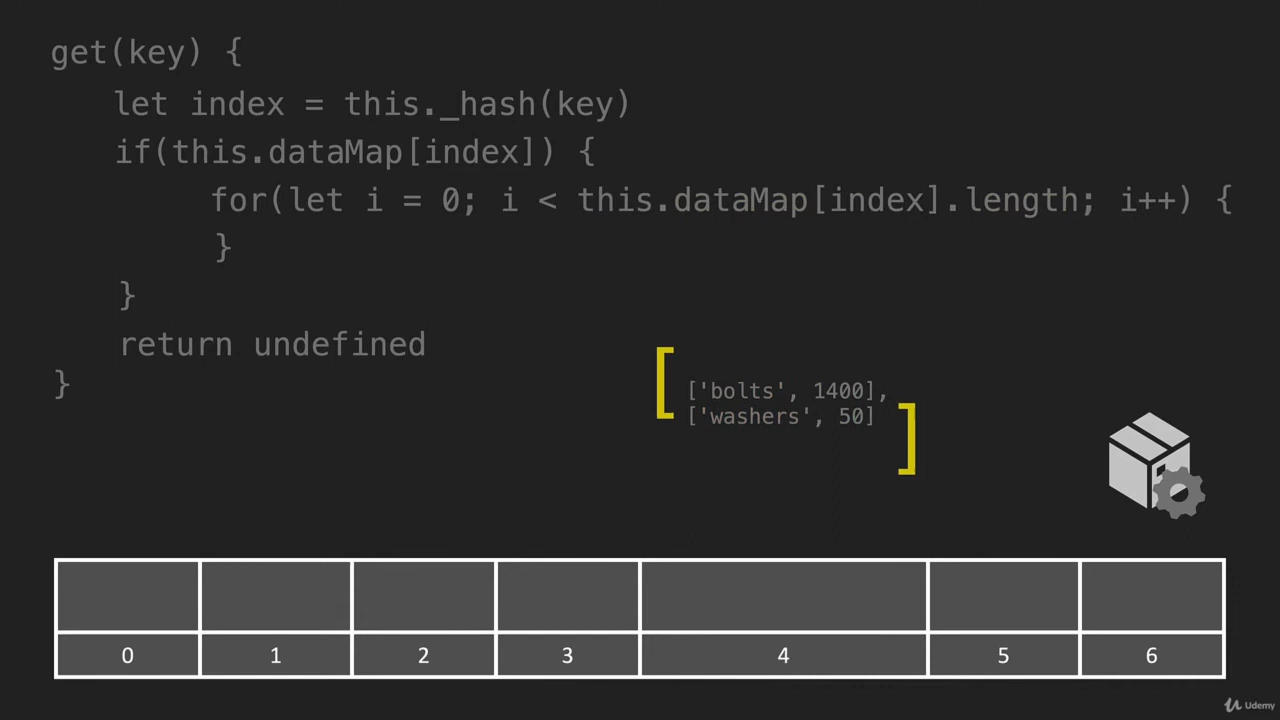 get(key) {
let index = this._hash(key)
if(this.dataMap[index]) {
for(let i = 0; i < this.dataMap[index].length; i++) {
}
}
return undefined
}
[
['bolts', 1400],
['washers', 50]
]
0 1 2 3 4 5 6
Udemy